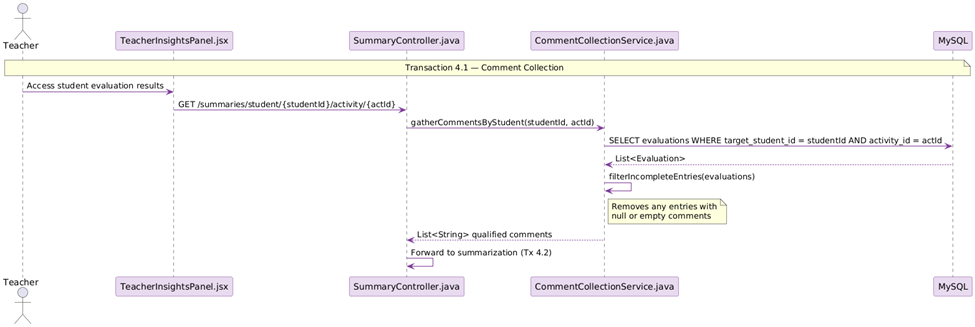 Teacher
TeacherInsightsPanel.jsx
SummaryController.java
CommentCollectionService.java
MySQL
Transaction 4.1 — Comment Collection
Access student evaluation results
GET /summaries/student/{studentId}/activity/{actId}
gatherCommentsByStudent(studentId, actId)
SELECT evaluations WHERE target_student_id = studentId AND activity_id = actId
List<Evaluation>
filterIncompleteEntries(evaluations)
Removes any entries with
null or empty comments
List<String> qualified comments
Forward to summarization (Tx 4.2)
Teacher
TeacherInsightsPanel.jsx
SummaryController.java
CommentCollectionService.java
MySQL